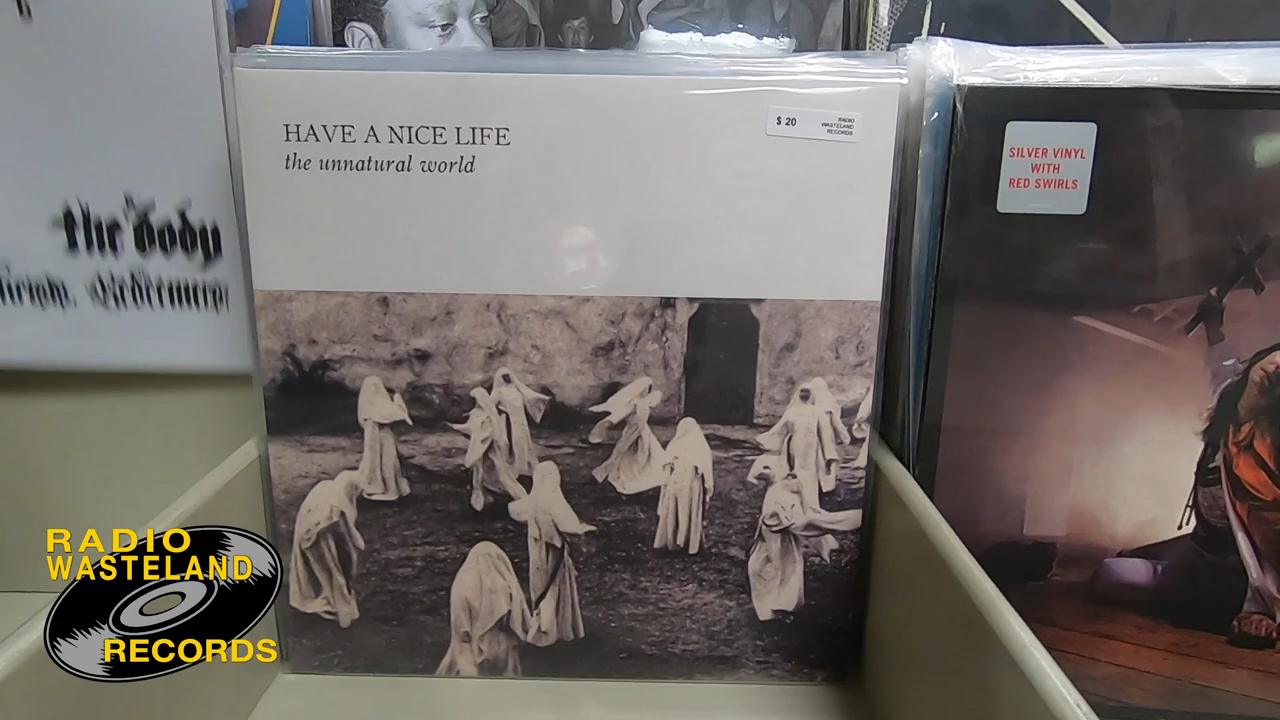 HAVE A NICE LIFE
the unnatural world
$ 20
RADIO
WASTELAND
RECORDS
SILVER VINYL
WITH
RED SWIRLS
the body
RADIO
WASTELAND
RECORDS